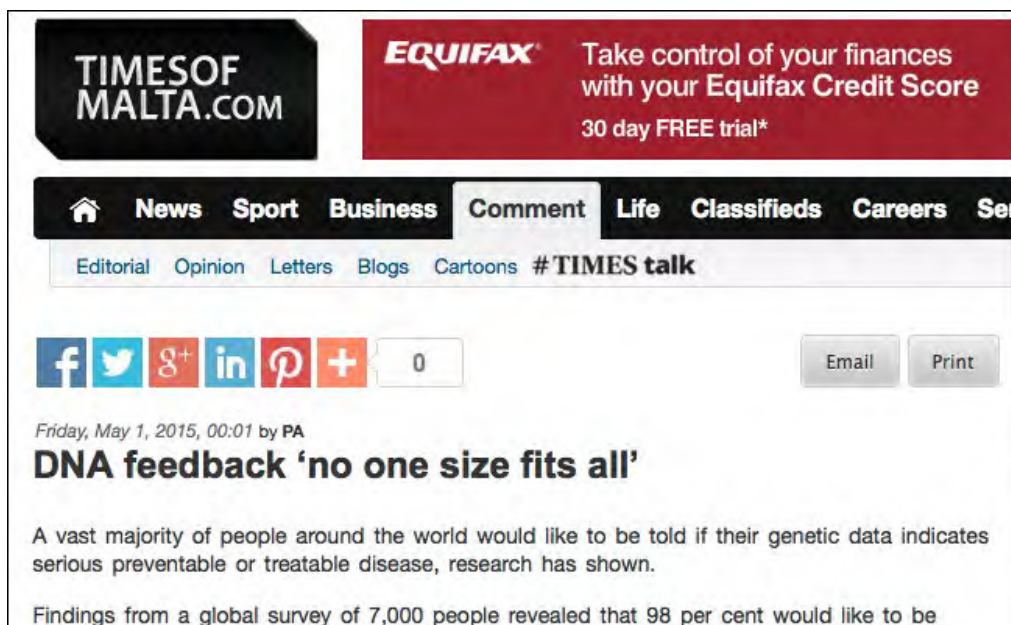 TIMESOF
MALTA.COM
EQUIFAX
Take control of your finances
with your Equifax Credit Score
30 day FREE trial*
News Sport Business Comment Life Classifieds Careers Se
Editorial Opinion Letters Blogs Cartoons #TIMES talk
f g+ in p + 0
Email Print
Friday, May 1, 2015, 00:01 by PA
DNA feedback ‘no one size fits all’
A vast majority of people around the world would like to be told if their genetic data indicates
serious preventable or treatable disease, research has shown.
Findings from a global survey of 7,000 people revealed that 98 per cent would like to be